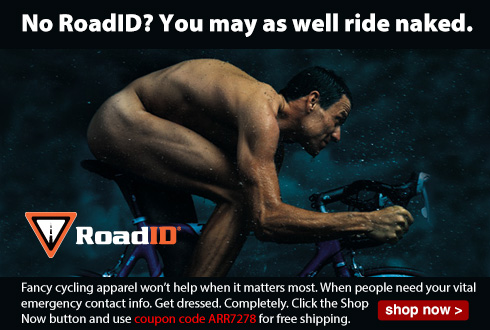 No RoadID? You may as well ride naked.
RoadID®
Fancy cycling apparel won't help when it matters most. When people need your vital
emergency contact info. Get dressed. Completely. Click the Shop
Now button and use coupon code ARR7278 for free shipping.
shop now >